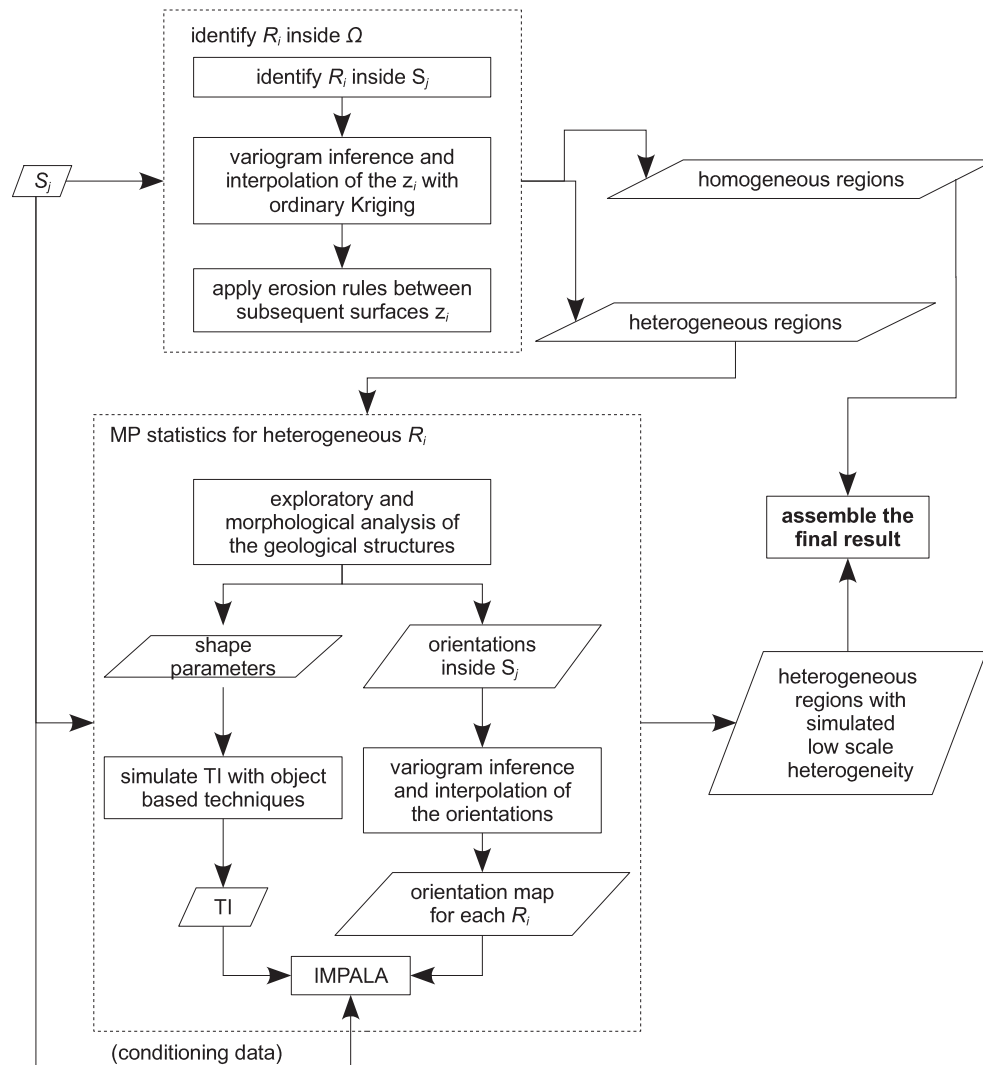 identify Ri inside Ω
identify Ri inside Sj
variogram inference and
interpolation of the zi with
ordinary Kriging
apply erosion rules between
subsequent surfaces zi
Sj
homogeneous regions
heterogeneous regions
MP statistics for heterogeneous Ri
exploratory and
morphological analysis of
the geological structures
shape
parameters
orientations
inside Sj
simulate TI with object
based techniques
variogram inference
and interpolation of
the orientations
TI
orientation map
for each Ri
IMPALA
(conditioning data)
assemble the
final result
heterogeneous
regions with
simulated
low scale
heterogeneity